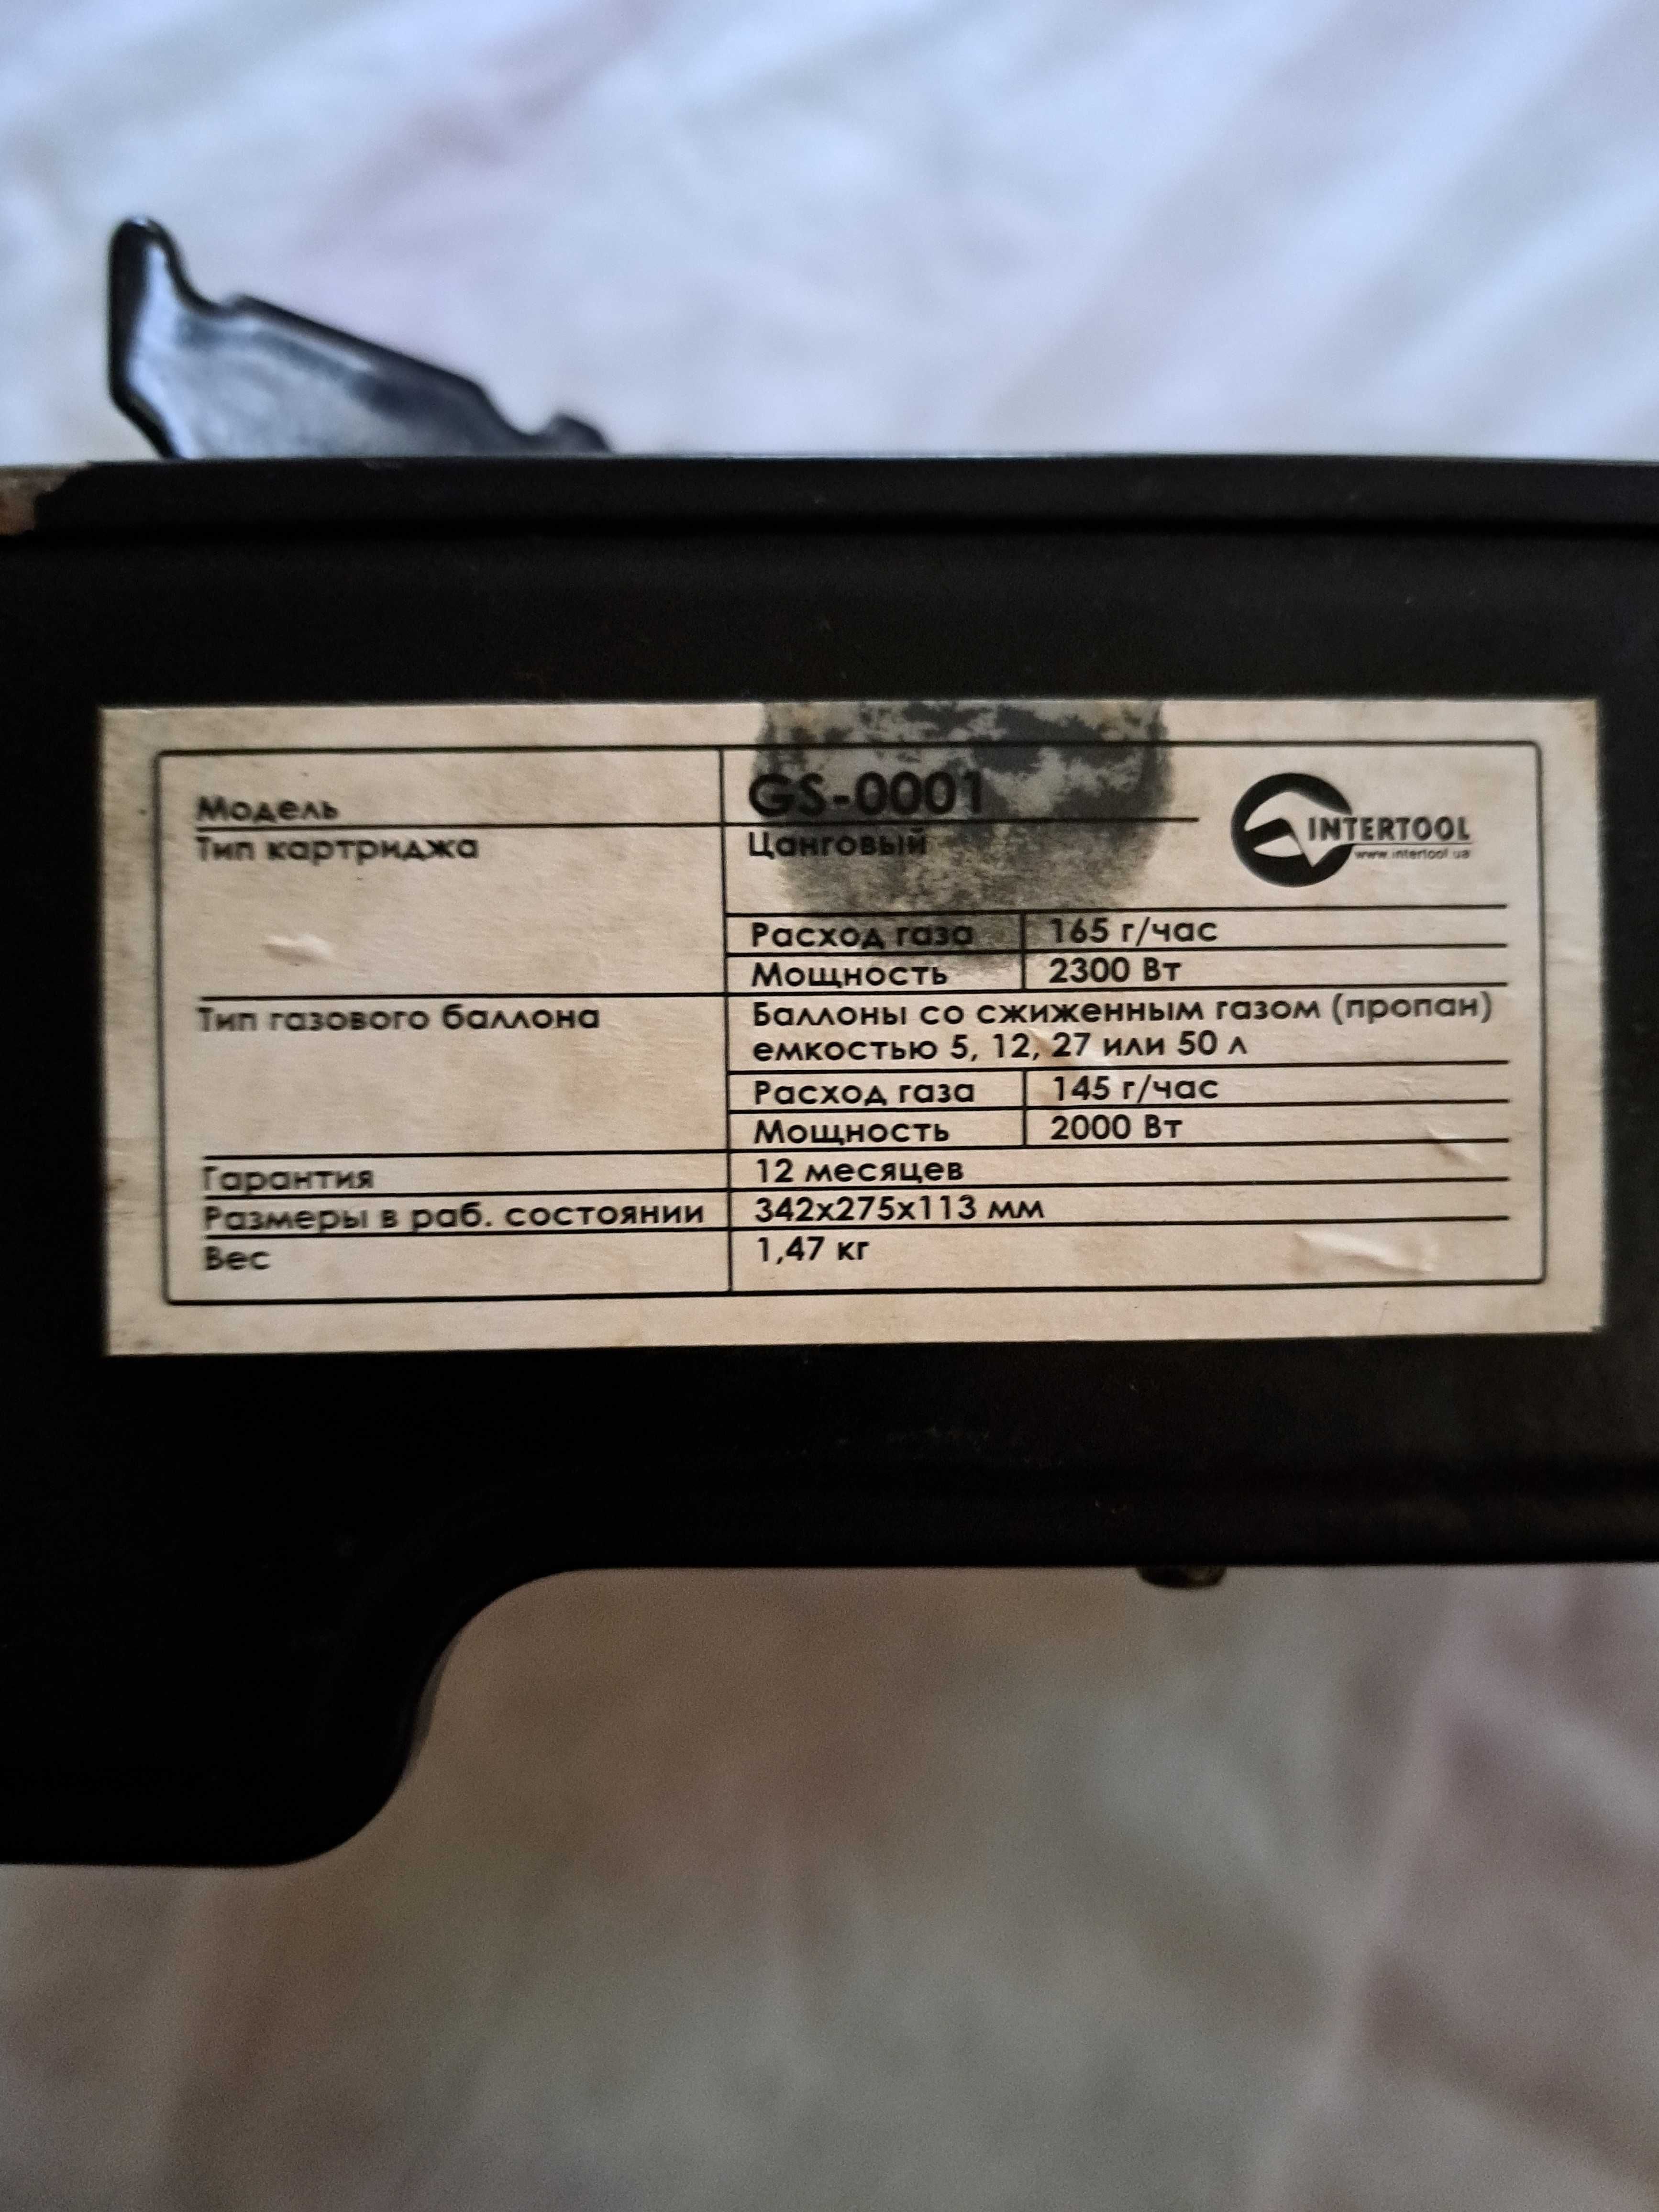 Модель GS-0001
INTERTOOL
www.intertool.ua
Тип картриджа Цанговый
Расход газа 165 г/час
Мощность 2300 Вт
Тип газового баллона Баллоны со сжиженным газом (пропан)
емкостью 5, 12, 27 или 50 л
Расход газа 145 г/час
Мощность 2000 Вт
Гарантия 12 месяцев
Размеры в раб. состоянии 342х275х113 мм
Вес 1,47 кг